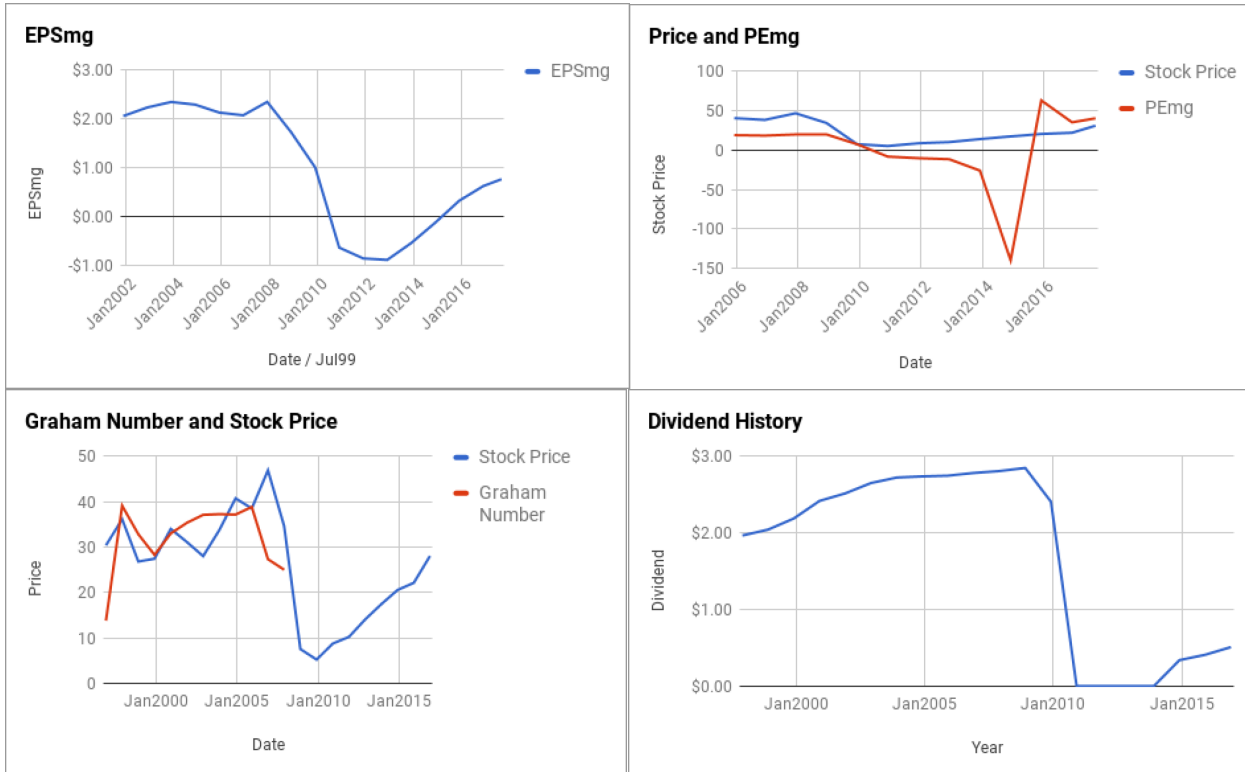 EPSmg
$3.00
$2.00
$1.00
$0.00
-$1.00
EPSmg
Jan2002
Jan2004
Jan2006
Jan2008
Jan2010
Jan2012
Jan2014
Jan2016
Date / Jul99
EPSmg
Price and PEmg
100
50
0
-50
-100
-150
Stock Price
Jan2006
Jan2008
Jan2010
Jan2012
Jan2014
Jan2016
Date
Stock Price
PEmg
Graham Number and Stock Price
50
40
30
20
10
0
Price
Jan2000
Jan2005
Jan2010
Jan2015
Date
Stock Price
Graham
Number
Dividend History
$3.00
$2.00
$1.00
$0.00
Dividend
Jan2000
Jan2005
Jan2010
Jan2015
Year